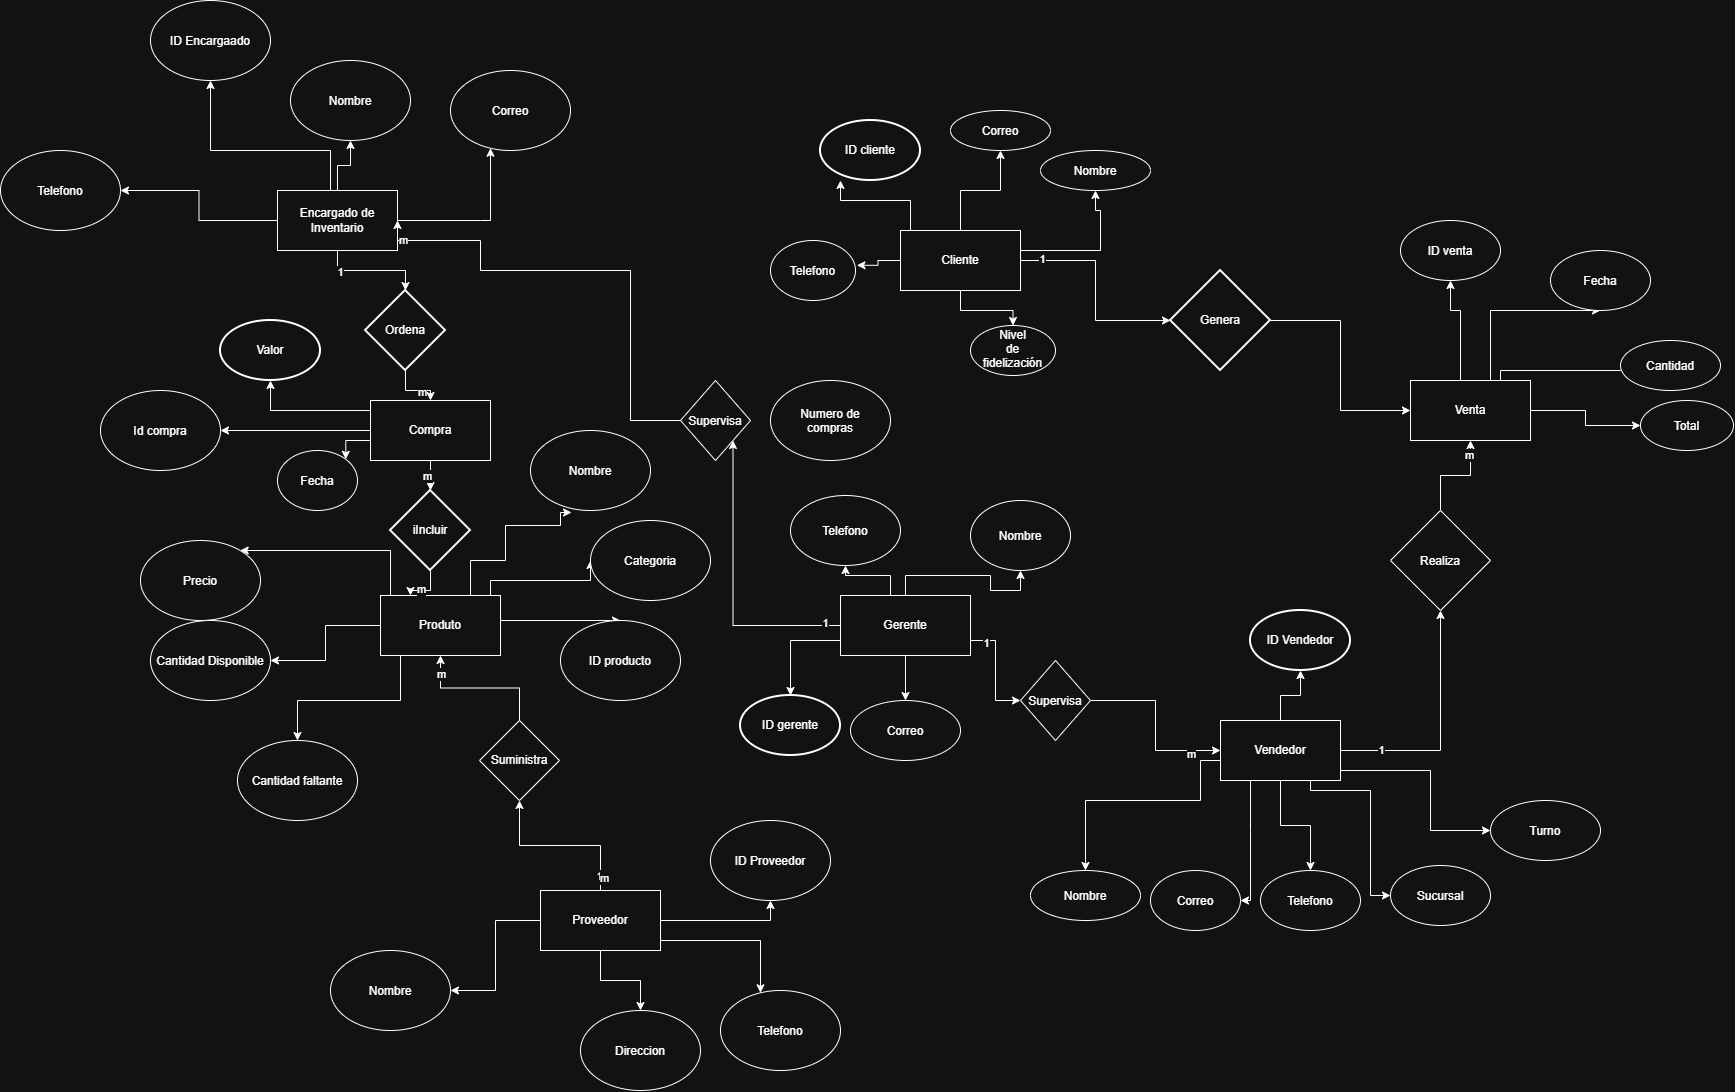 ID Encargaado
Nombre
Correo
Telefono
Encargado de
Inventario
m
1
Ordena
Valor
m
Id compra
Compra
Fecha
m
iIncluir
Nombre
Precio
Categoria
m
Produto
Cantidad Disponible
ID producto
m
Cantidad faltante
Suministra
1m
Proveedor
ID Proveedor
Nombre
Direccion
Telefono
ID cliente
Correo
Nombre
Telefono
Cliente
1
Nivel
de
fidelización
Genera
ID venta
Fecha
Cantidad
Venta
Total
m
Supervisa
Numero de
compras
Telefono
Nombre
1
Gerente
1
ID gerente
Correo
Supervisa
m
Realiza
ID Vendedor
Vendedor
1
Turno
Nombre
Correo
Telefono
Sucursal